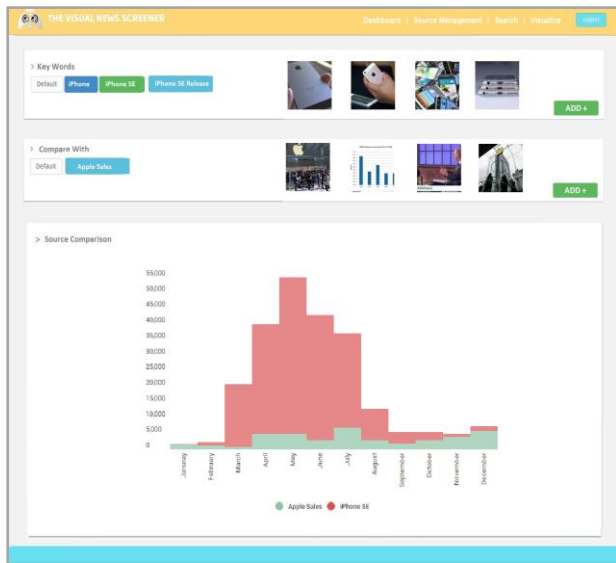 THE VISUAL NEWS SCREENER
Dashboard | Source Management | Search | Visualize
> Key Words
Default iPhone iPhone SE iPhone SE Release
ADD +
> Compare With
Default Apple Sales
ADD +
> Source Comparison
55,000
50,000
45,000
40,000
35,000
30,000
25,000
20,000
15,000
10,000
5,000
0
January
February
March
April
May
June
July
August
September
October
November
December
Apple Sales iPhone SE